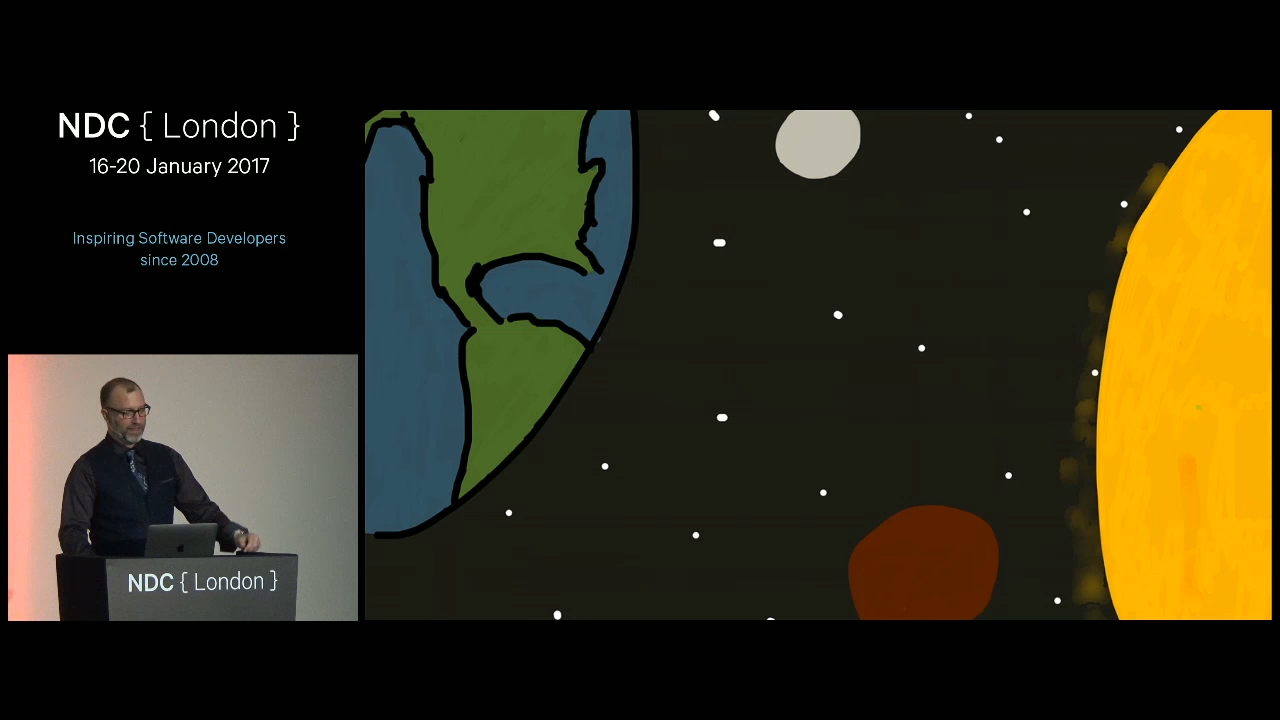 NDC { London }
16-20 January 2017
Inspiring Software Developers
since 2008
NDC { London }